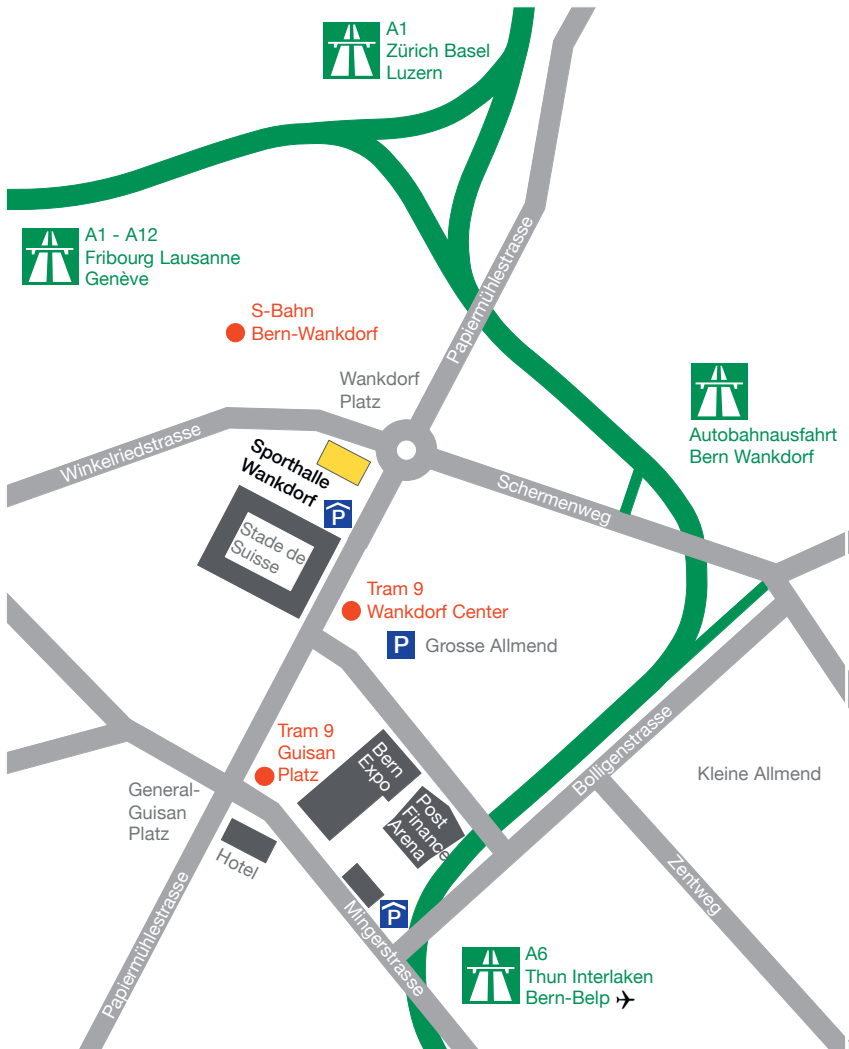 A1
Zürich Basel
Luzern
A1 - A12
Fribourg Lausanne
Genève
S-Bahn
Bern-Wankdorf
Papiermühlestrasse
Wankdorf
Platz
Autobahnausfahrt
Bern Wankdorf
Winkelriedstrasse
Sporthalle
Wankdorf
P
Schermenweg
Stade de
Suisse
Tram 9
Wankdorf Center
P
Grosse Allmend
Tram 9
Guisan
Platz
Bern
Expo
Bolligenstrasse
Kleine Allmend
General-
Guisan
Platz
Post
Finance
Arena
Hotel
Zentweg
P
Mingerstrasse
Papiermühlestrasse
A6
Thun Interlaken
Bern-Belp